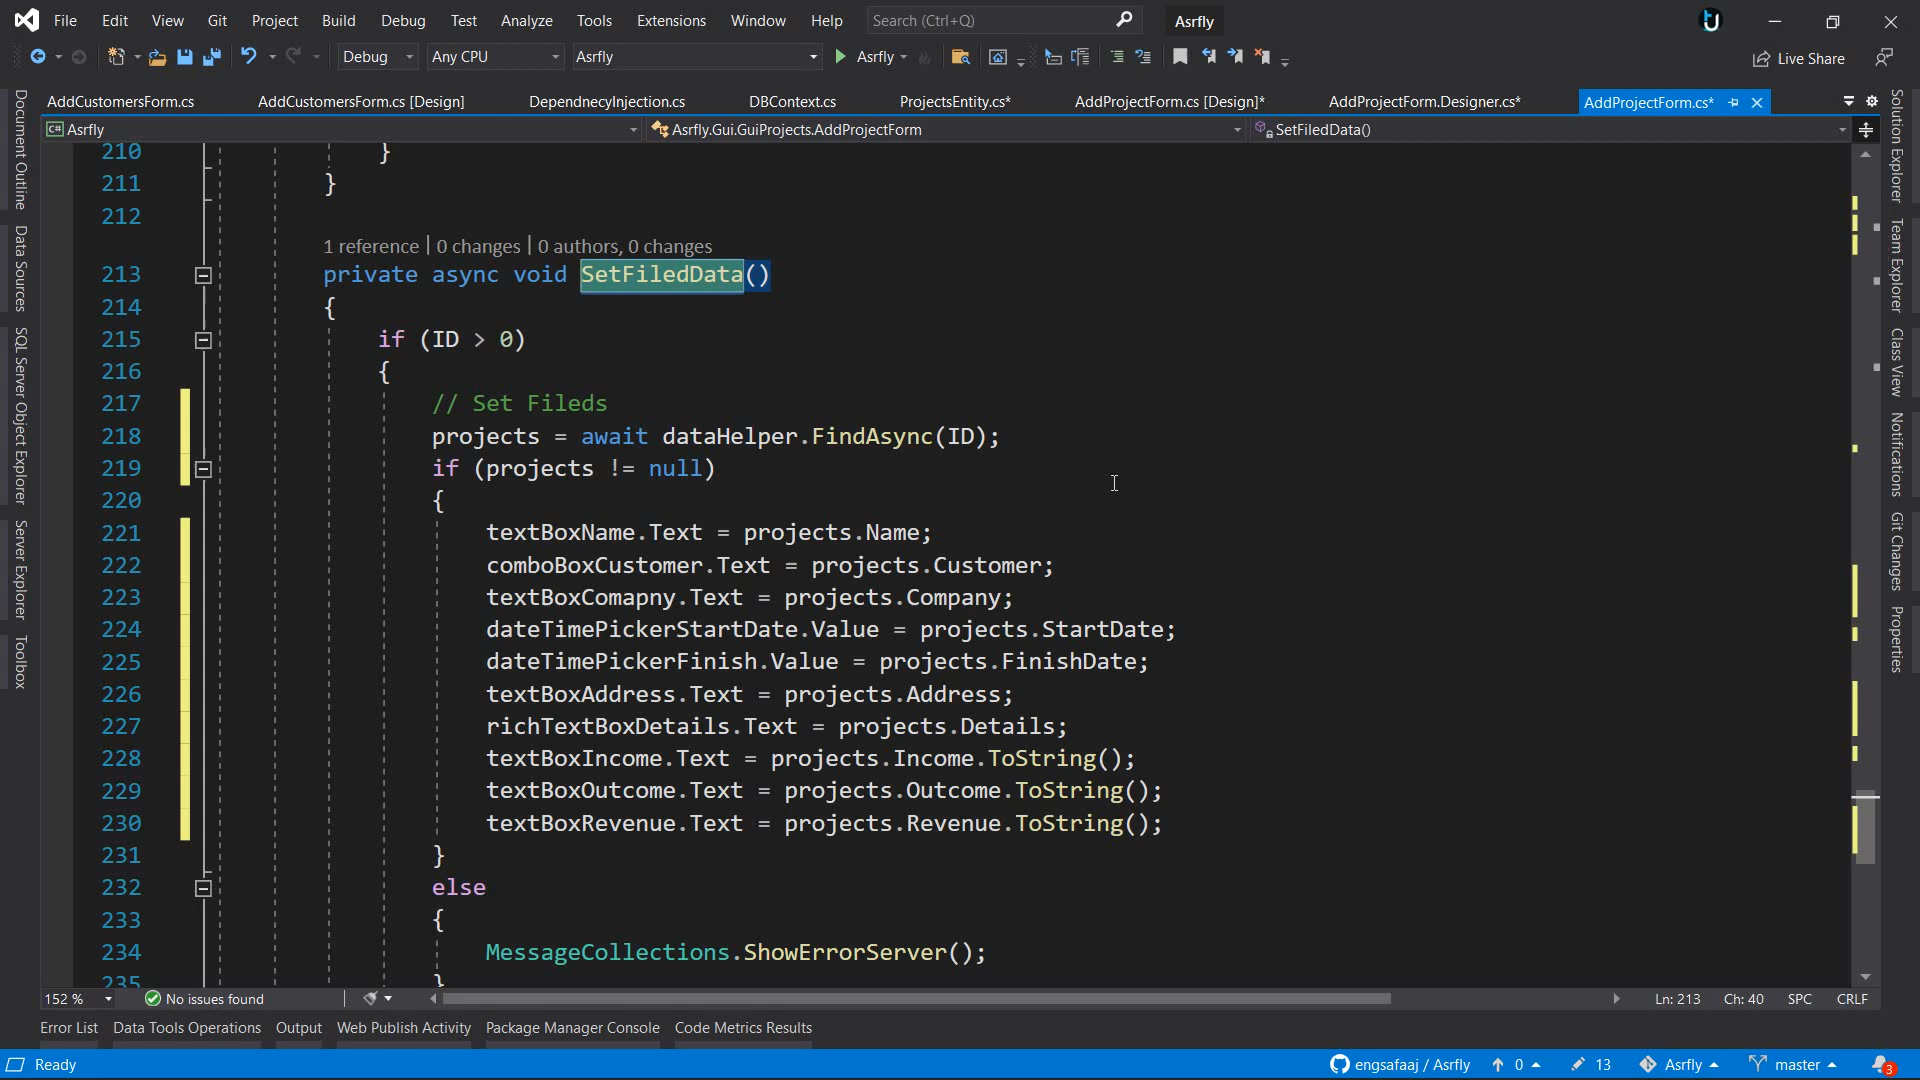 File Edit View Git Project Build Debug Test Analyze Tools Extensions Window Help Search (Ctrl+Q) Asrfly
Debug Any CPU Asrfly Asrfly Live Share
AddCustomersForm.cs AddCustomersForm.cs [Design] DependnecyInjection.cs DBContext.cs ProjectsEntity.cs* AddProjectForm.cs [Design]* AddProjectForm.Designer.cs* AddProjectForm.cs*
C# Asrfly Asrfly.Gui.GuiProjects.AddProjectForm SetFiledData()
Document Outline
Data Sources
SQL Server Object Explorer
Server Explorer
Toolbox
210 }
211 }
212
1 reference | 0 changes | 0 authors, 0 changes
213 private async void SetFiledData()
214 {
215 if (ID > 0)
216 {
217 // Set Fileds
218 projects = await dataHelper.FindAsync(ID);
219 if (projects != null)
220 {
221 textBoxName.Text = projects.Name;
222 comboBoxCustomer.Text = projects.Customer;
223 textBoxComapny.Text = projects.Company;
224 dateTimePickerStartDate.Value = projects.StartDate;
225 dateTimePickerFinish.Value = projects.FinishDate;
226 textBoxAddress.Text = projects.Address;
227 richTextBoxDetails.Text = projects.Details;
228 textBoxIncome.Text = projects.Income.ToString();
229 textBoxOutcome.Text = projects.Outcome.ToString();
230 textBoxRevenue.Text = projects.Revenue.ToString();
231 }
232 else
233 {
234 MessageCollections.ShowErrorServer();
235 }
Solution Explorer
Team Explorer
Class View
Notifications
Git Changes
Properties
152 % No issues found Ln: 213 Ch: 40 SPC CRLF
Error List Data Tools Operations Output Web Publish Activity Package Manager Console Code Metrics Results
Ready engsafaaj / Asrfly 0 13 Asrfly master 3